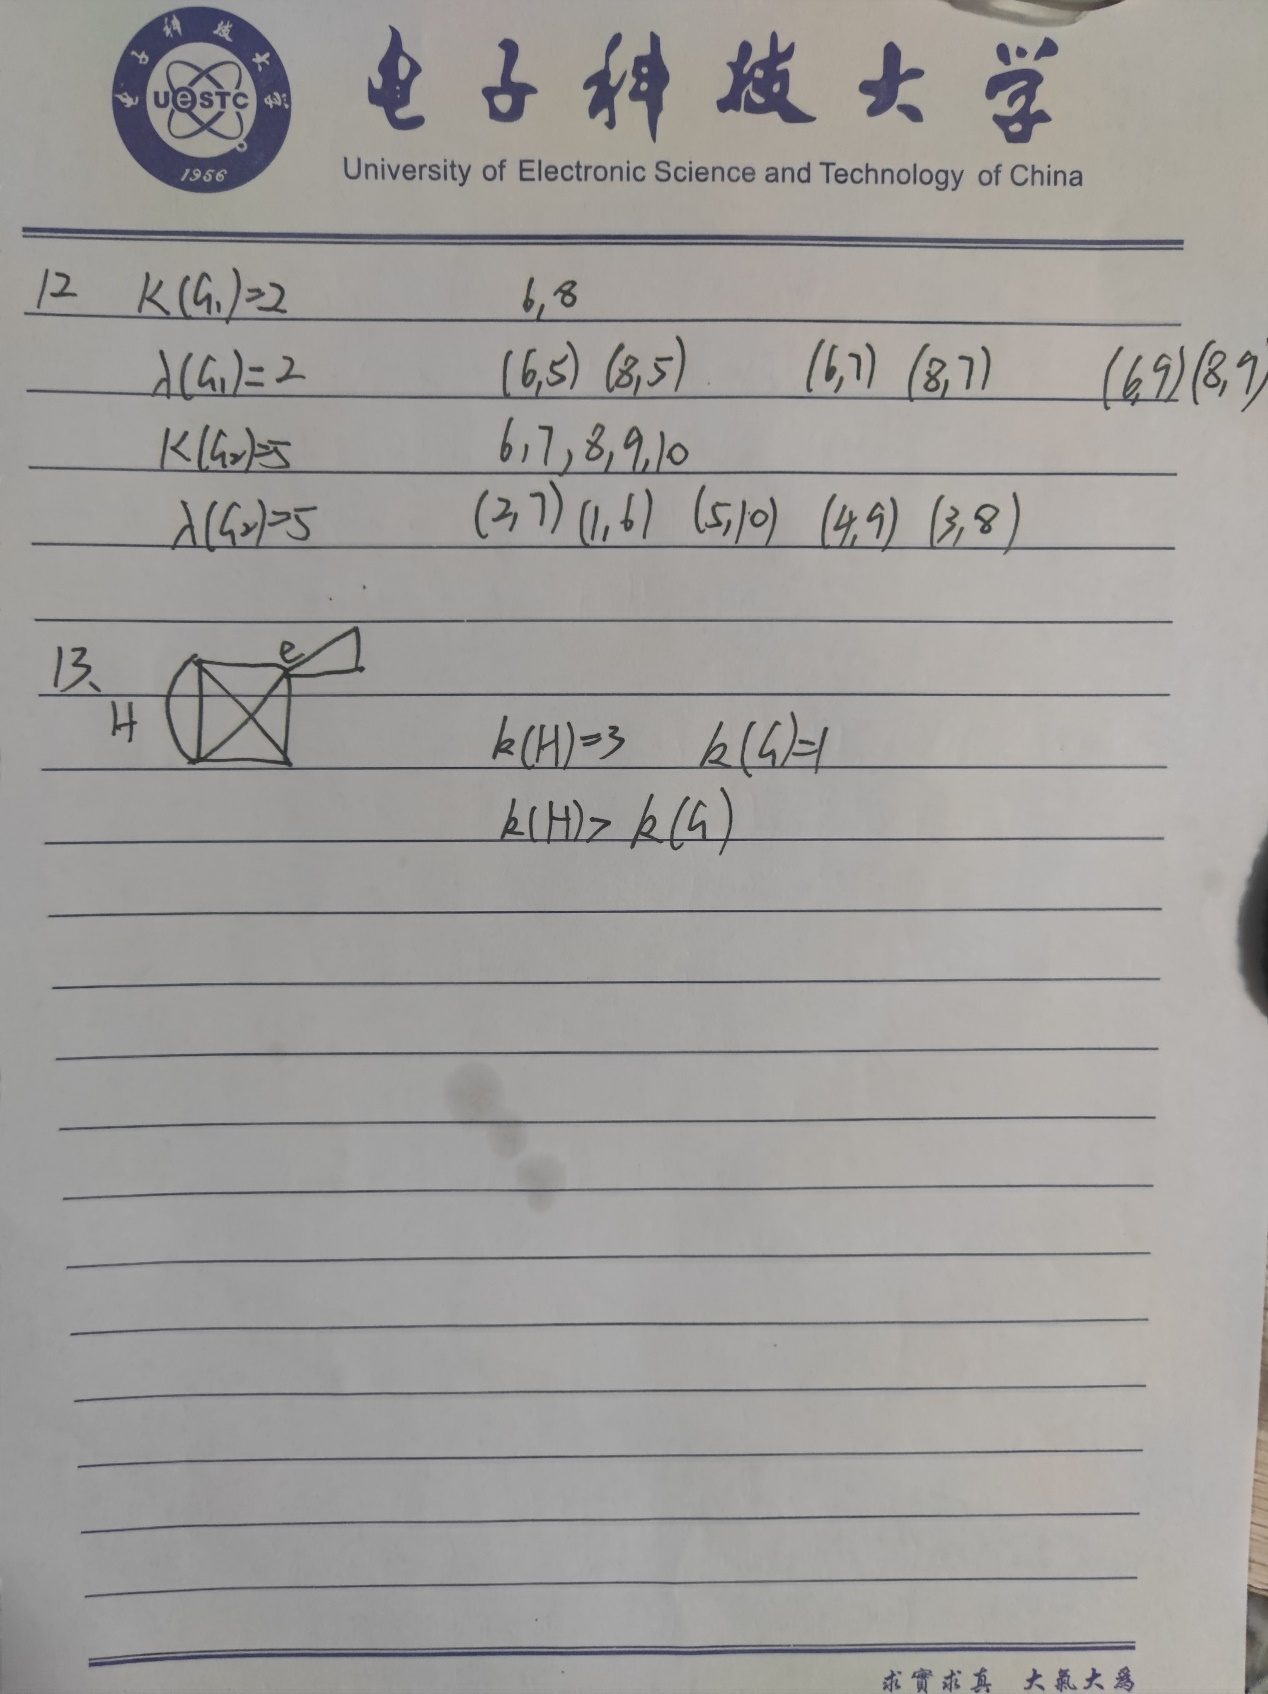 电子科技大学
UESTC
1956
University of Electronic Science and Technology of China
12 K(G₁)=2 6,8
λ(G₁)=2 (6,5) (8,5) (6,7) (8,7) (6,9) (8,9)
K(G₂)=5 6,7,8,9,10
λ(G₂)=5 (2,7) (1,6) (5,10) (4,9) (3,8)
13、 e
H
k(H)=3 k(G)=1
k(H)> k(G)
求實求真 大氣大為